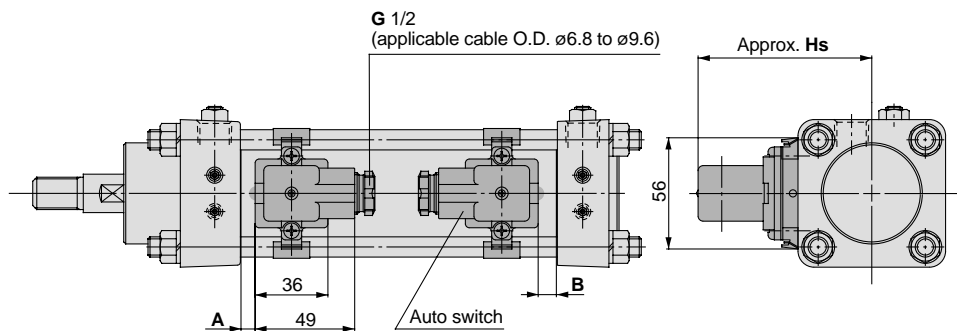 G 1/2
(applicable cable O.D. ø6.8 to ø9.6)
Approx. Hs
56
36
B
A
49
Auto switch